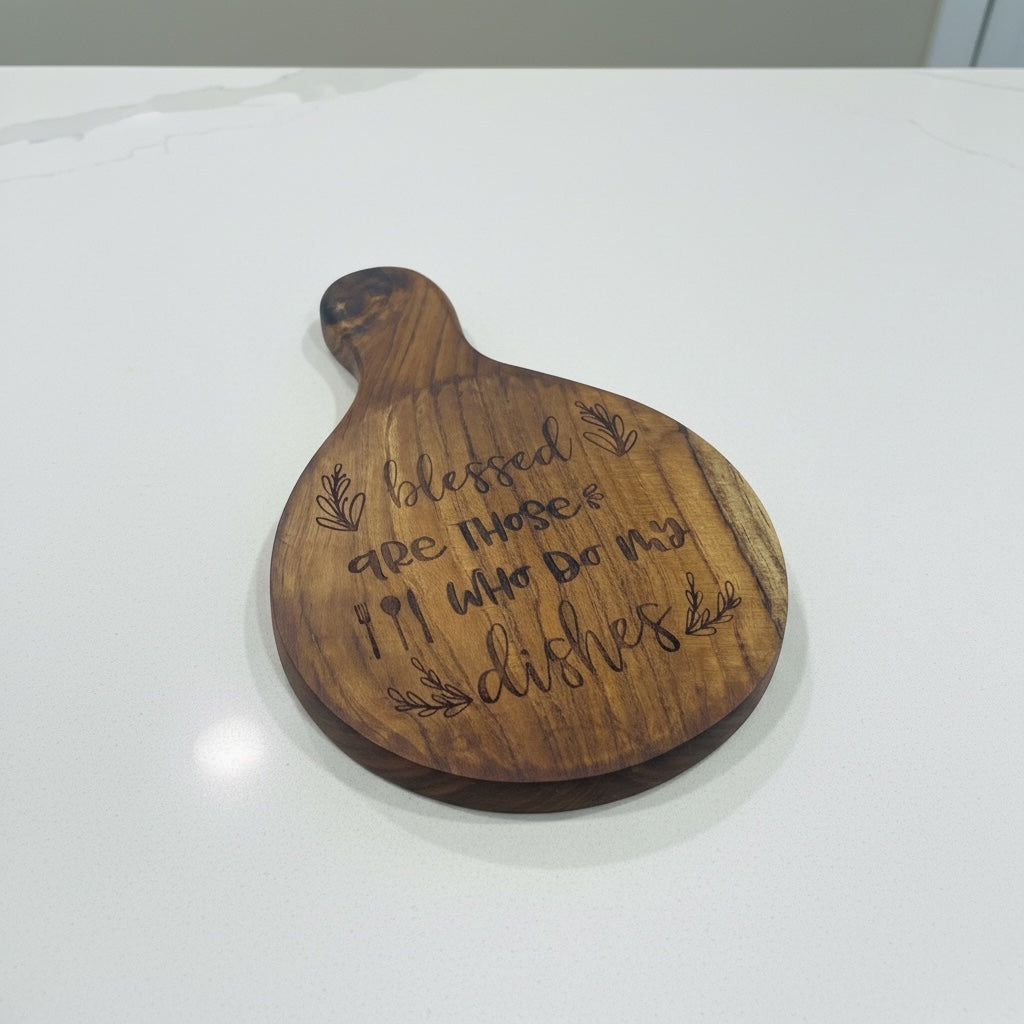 blessed
aRe THOSe
WHO DO my
dishes